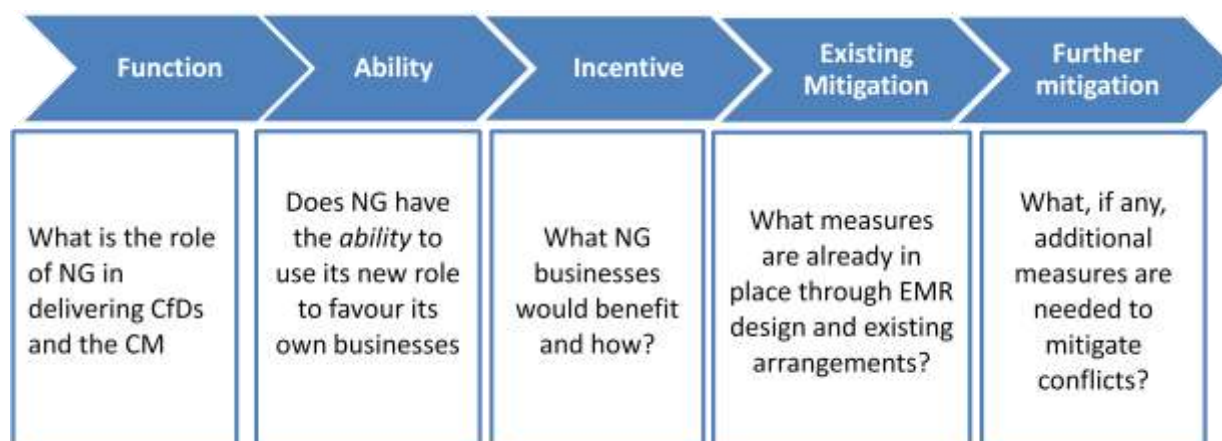 Function
Ability
Incentive
Existing
Mitigation
Further
mitigation
What is the role
of NG in
delivering CfDs
and the CM
Does NG have
the ability to
use its new role
to favour its
own businesses
What NG
businesses
would benefit
and how?
What measures
are already in
place through EMR
design and existing
arrangements?
What, if any,
additional
measures are
needed to
mitigate
conflicts?